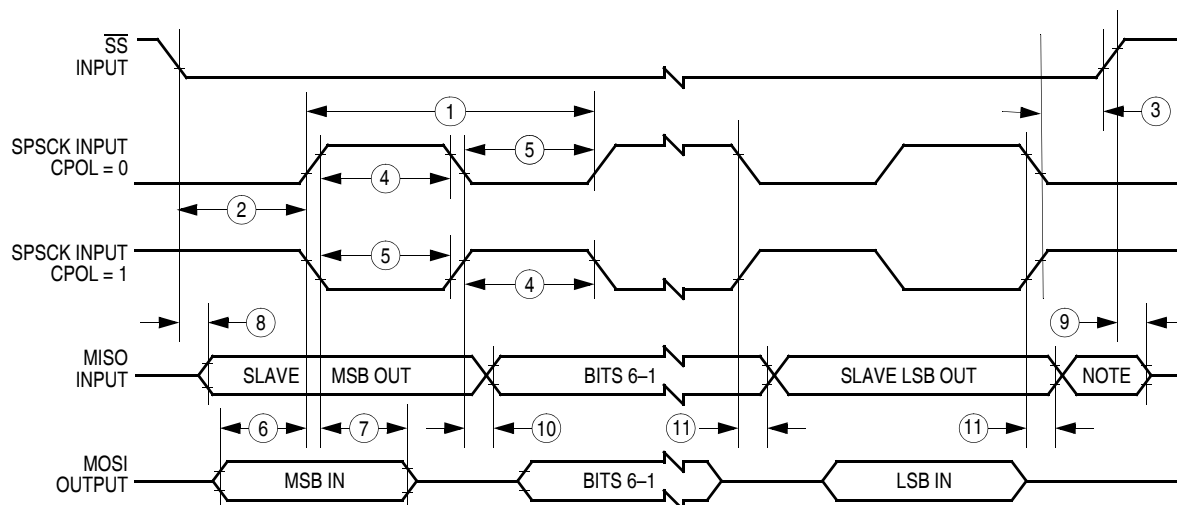 SS
INPUT
1
3
SPSCK INPUT
CPOL = 0
5
4
2
SPSCK INPUT
CPOL = 1
5
4
8
9
MISO
INPUT
SLAVE MSB OUT
BITS 6–1
SLAVE LSB OUT
NOTE
6
7
10
11
11
MOSI
OUTPUT
MSB IN
BITS 6–1
LSB IN